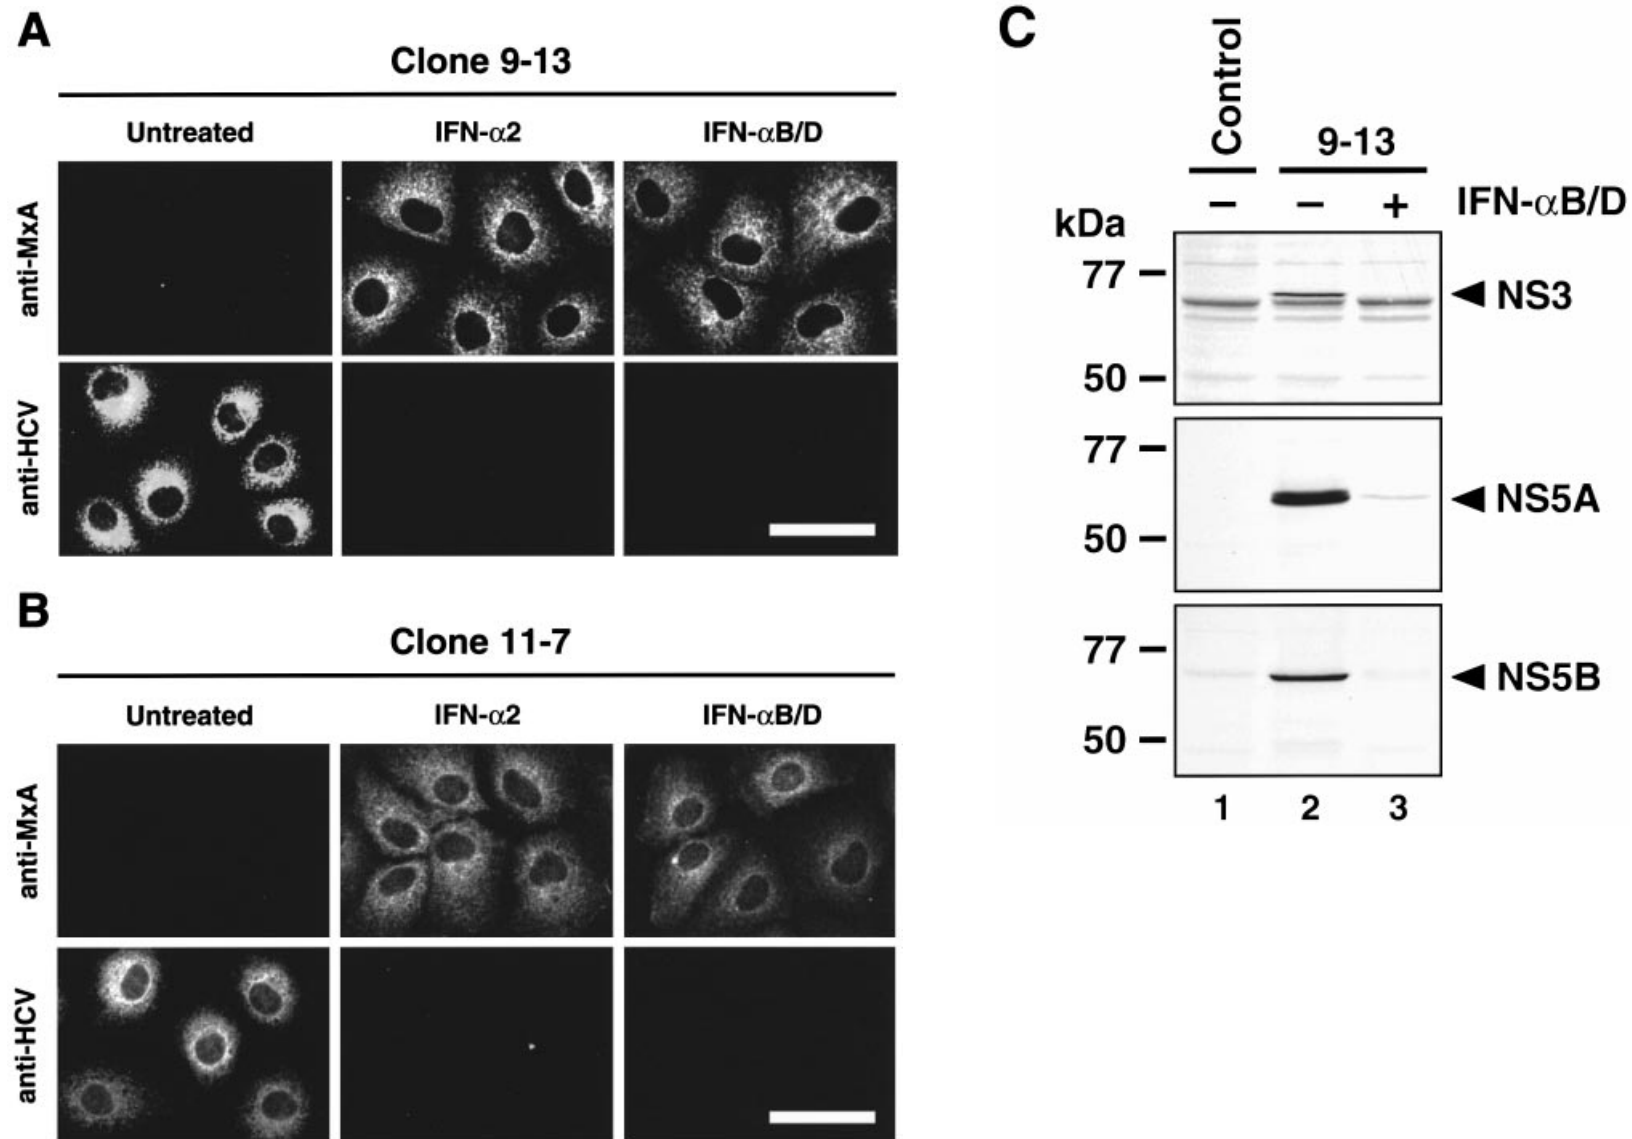 A
Clone 9-13
Untreated IFN-α2 IFN-αB/D
anti-MxA
anti-HCV
B
Clone 11-7
Untreated IFN-α2 IFN-αB/D
anti-MxA
anti-HCV
C
Control
9-13
− − + IFN-αB/D
kDa
77
NS3
50
77
NS5A
50
77
NS5B
50
1 2 3